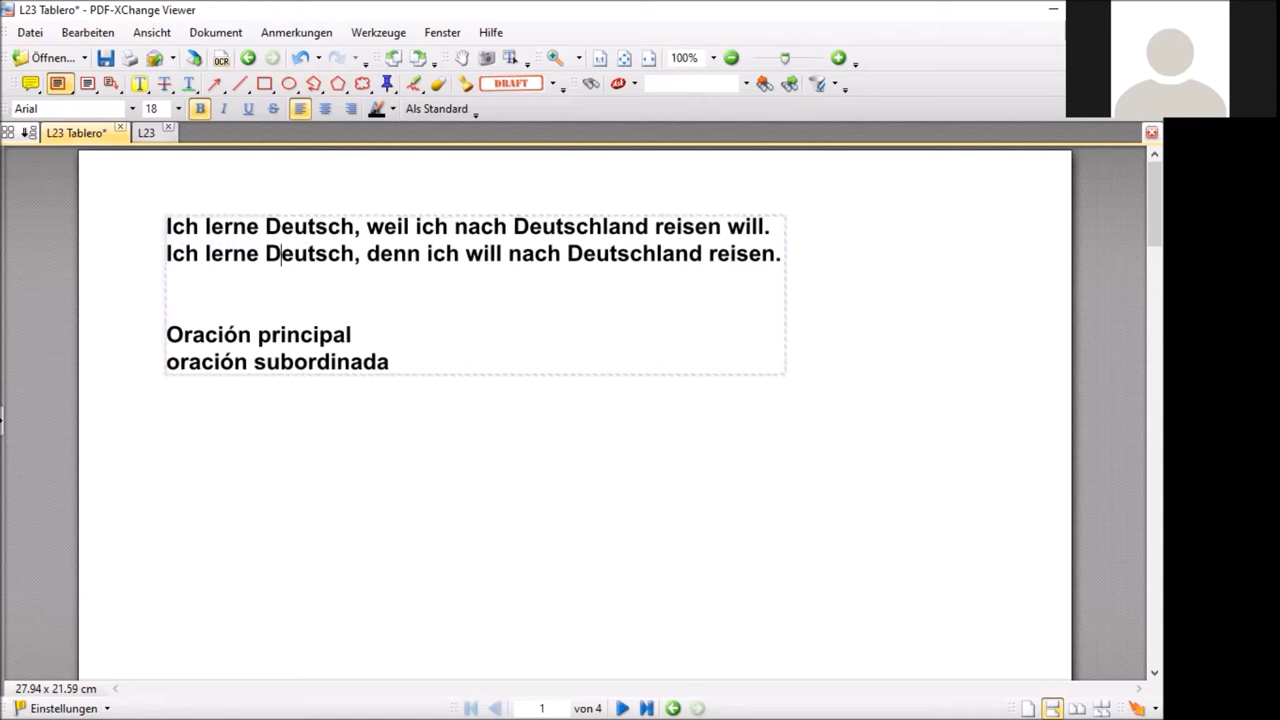 L23 Tablero* - PDF-XChange Viewer
Datei Bearbeiten Ansicht Dokument Anmerkungen Werkzeuge Fenster Hilfe
Öffnen... OCR 100%
DRAFT
Arial 18 B I U S Als Standard
L23 Tablero* L23
Ich lerne Deutsch, weil ich nach Deutschland reisen will.
Ich lerne Deutsch, denn ich will nach Deutschland reisen.
Oración principal
oración subordinada
27.94 x 21.59 cm
Einstellungen 1 von 4